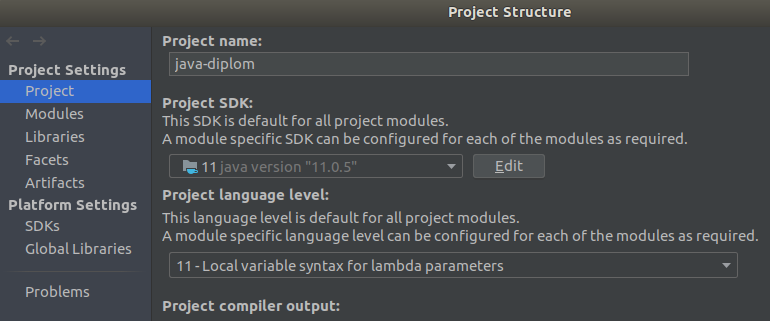 Project Structure
Project Settings
Project
Modules
Libraries
Facets
Artifacts
Platform Settings
SDKs
Global Libraries
Problems
Project name:
java-diplom
Project SDK:
This SDK is default for all project modules.
A module specific SDK can be configured for each of the modules as required.
11 java version "11.0.5"
Edit
Project language level:
This language level is default for all project modules.
A module specific language level can be configured for each of the modules as required.
11 - Local variable syntax for lambda parameters
Project compiler output: